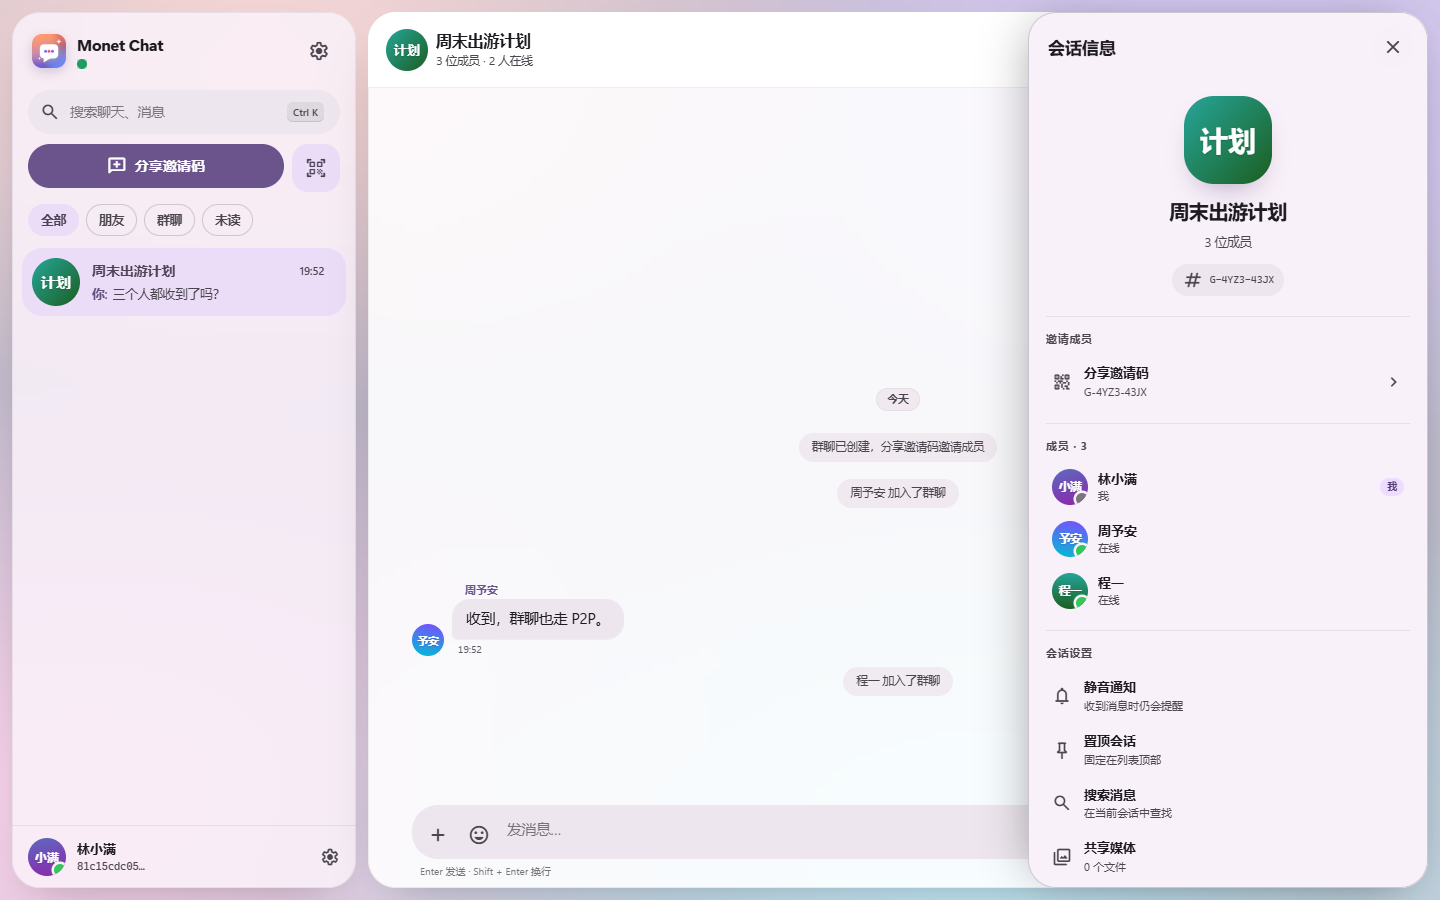 Monet Chat
搜索聊天、消息
Ctrl K
分享邀请码
全部
朋友
群聊
未读
计划
周末出游计划
19:52
你: 三个人都收到了吗?
小满
林小满
81c15cdc05…
计划
周末出游计划
3 位成员 · 2 人在线
今天
群聊已创建，分享邀请码邀请成员
周予安 加入了群聊
周予安
予安
收到，群聊也走 P2P。
19:52
程一 加入了群聊
发消息…
Enter 发送 · Shift + Enter 换行
会话信息
计划
周末出游计划
3 位成员
G-4YZ3-43JX
邀请成员
分享邀请码
G-4YZ3-43JX
成员 · 3
小满
林小满
我
我
予安
周予安
在线
程一
程一
在线
会话设置
静音通知
收到消息时仍会提醒
置顶会话
固定在列表顶部
搜索消息
在当前会话中查找
共享媒体
0 个文件